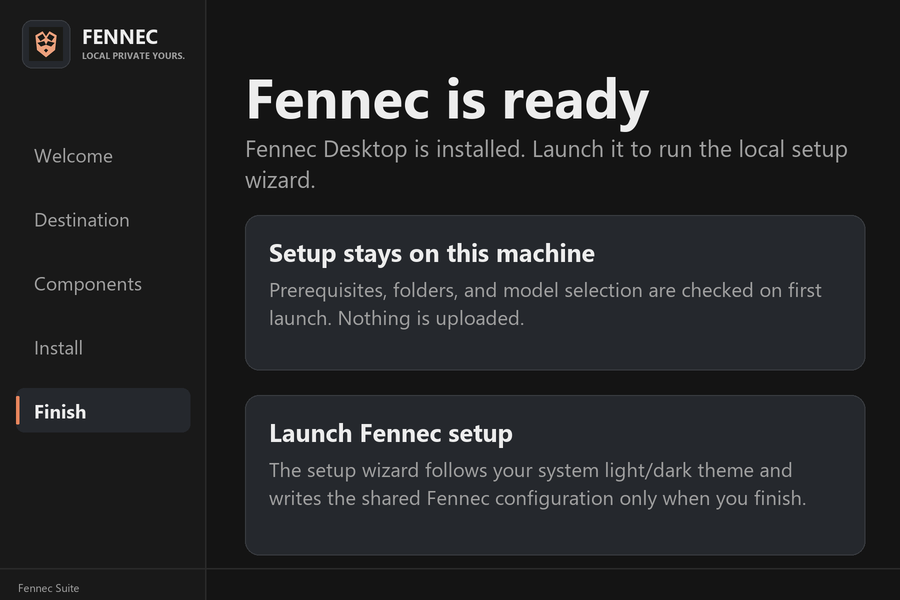 FENNEC
LOCAL PRIVATE YOURS.
Welcome
Destination
Components
Install
Finish
Fennec Suite
Fennec is ready
Fennec Desktop is installed. Launch it to run the local setup
wizard.
Setup stays on this machine
Prerequisites, folders, and model selection are checked on first
launch. Nothing is uploaded.
Launch Fennec setup
The setup wizard follows your system light/dark theme and
writes the shared Fennec configuration only when you finish.